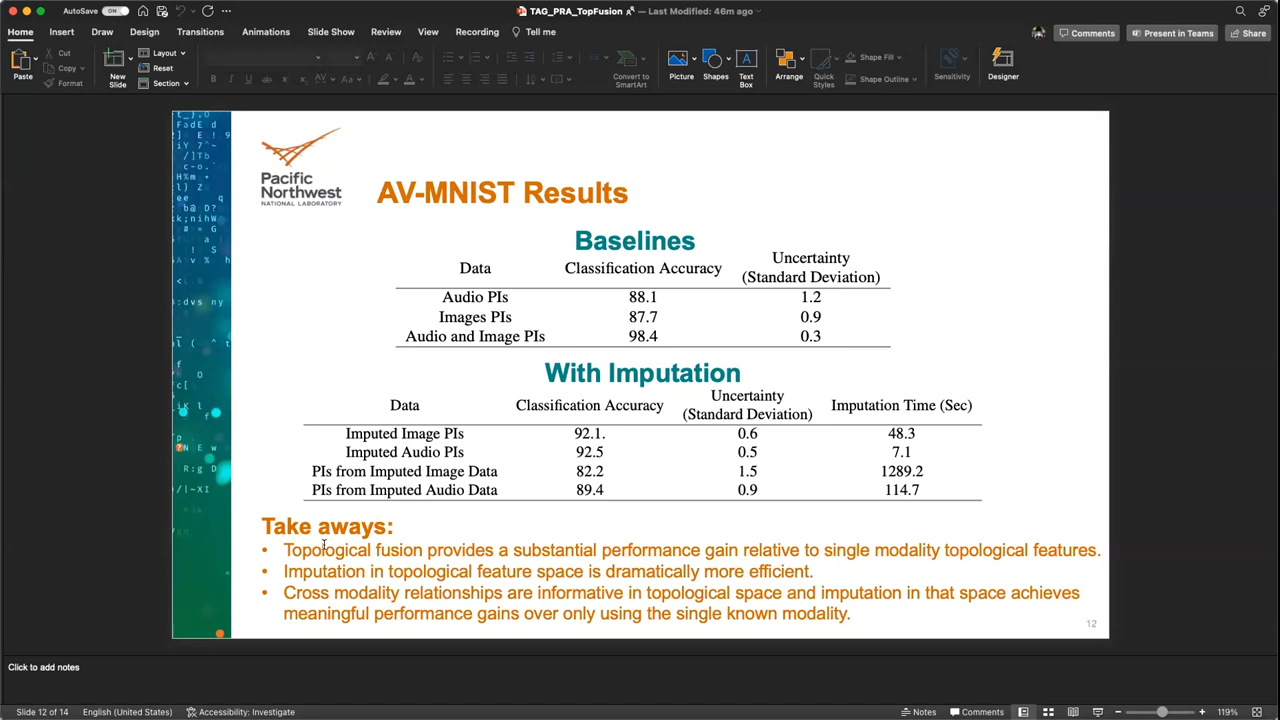 AutoSave ON TAG_PRA_TopFusion — Last Modified: 46m ago
Home Insert Draw Design Transitions Animations Slide Show Review View Recording Tell me Comments Present in Teams Share
Paste Cut Copy Format New Slide Layout Reset Section Convert to SmartArt Picture Shapes Text Box Arrange Quick Styles Shape Fill Shape Outline Sensitivity Designer
Pacific
Northwest
NATIONAL LABORATORY
AV-MNIST Results
Baselines
Data Classification Accuracy Uncertainty (Standard Deviation)
Audio PIs 88.1 1.2
Images PIs 87.7 0.9
Audio and Image PIs 98.4 0.3
With Imputation
Data Classification Accuracy Uncertainty (Standard Deviation) Imputation Time (Sec)
Imputed Image PIs 92.1. 0.6 48.3
Imputed Audio PIs 92.5 0.5 7.1
PIs from Imputed Image Data 82.2 1.5 1289.2
PIs from Imputed Audio Data 89.4 0.9 114.7
Take aways:
• Topological fusion provides a substantial performance gain relative to single modality topological features.
• Imputation in topological feature space is dramatically more efficient.
• Cross modality relationships are informative in topological space and imputation in that space achieves
meaningful performance gains over only using the single known modality.
12
Click to add notes
Slide 12 of 14 English (United States) Accessibility: Investigate Notes Comments 119%